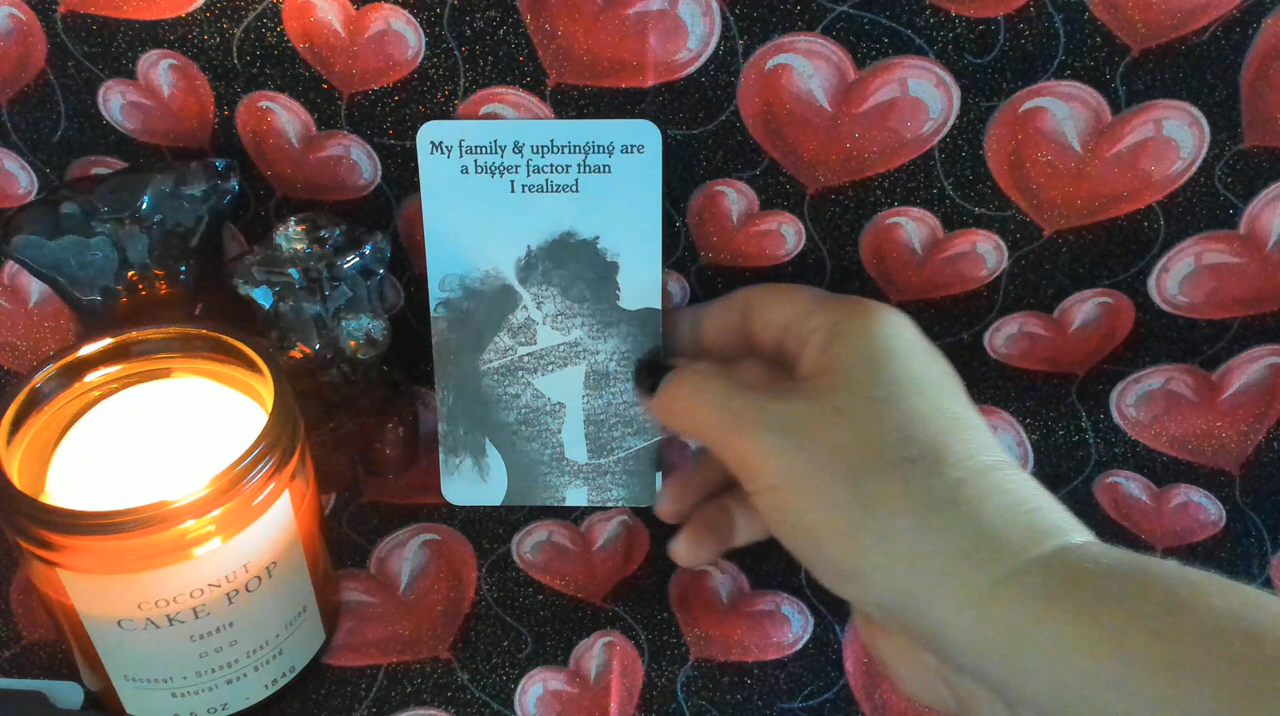 My family & upbringing are
a bigger factor than
I realized
COCONUT
CAKE POP
Candle
Coconut + Orange Zest + Icing
Natural Wax Blend
OZ - 184G